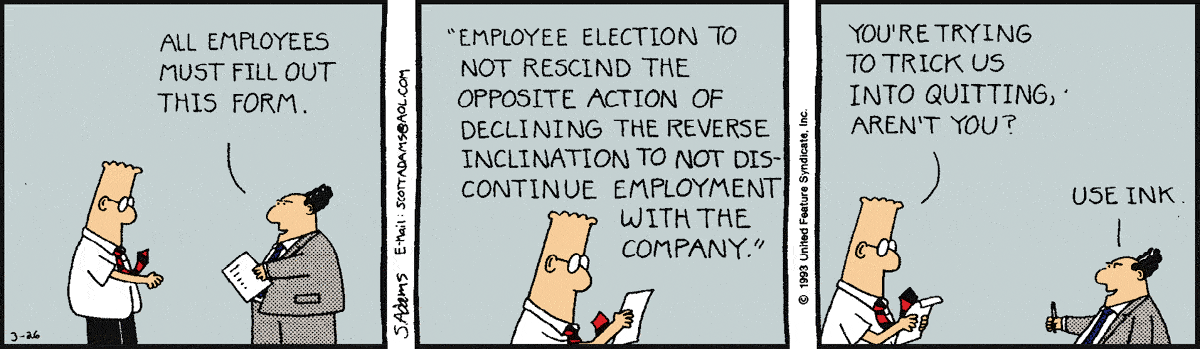 ALL EMPLOYEES
MUST FILL OUT
THIS FORM.
3-26
S.Adams E-Mail: SCOTTADAMS@AOL.COM
"EMPLOYEE ELECTION TO
NOT RESCIND THE
OPPOSITE ACTION OF
DECLINING THE REVERSE
INCLINATION TO NOT DIS-
CONTINUE EMPLOYMENT
WITH THE
COMPANY."
© 1993 United Feature Syndicate, Inc.
YOU'RE TRYING
TO TRICK US
INTO QUITTING,
AREN'T YOU?
USE INK.